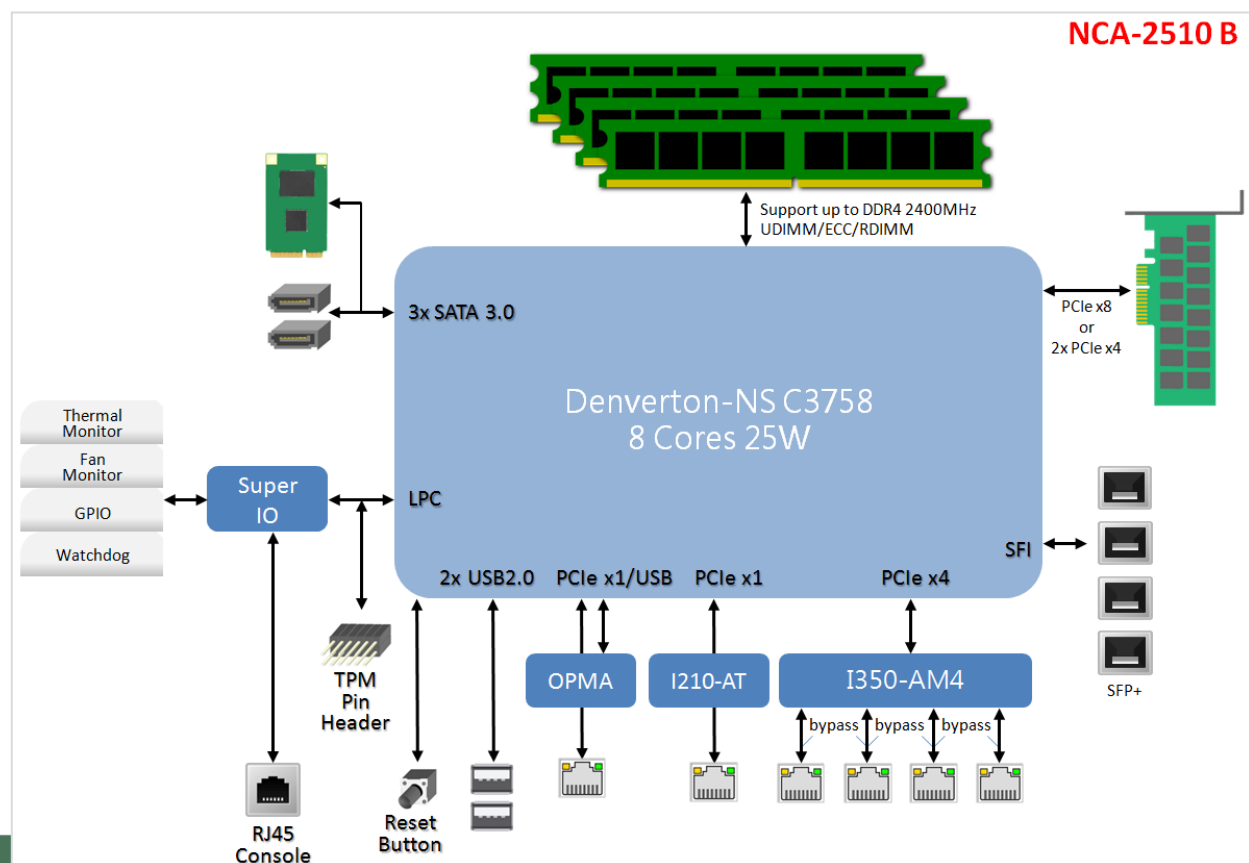 NCA-2510 B
Support up to DDR4 2400MHz
UDIMM/ECC/RDIMM
3x SATA 3.0
PCIe x8
or
2x PCIe x4
Denverton-NS C3758
8 Cores 25W
Thermal
Monitor
Fan
Monitor
GPIO
Watchdog
Super
IO
LPC
SFI
2x USB2.0
PCIe x1/USB
PCIe x1
PCIe x4
TPM
Pin
Header
OPMA
I210-AT
I350-AM4
SFP+
bypass
bypass
bypass
RJ45
Console
Reset
Button